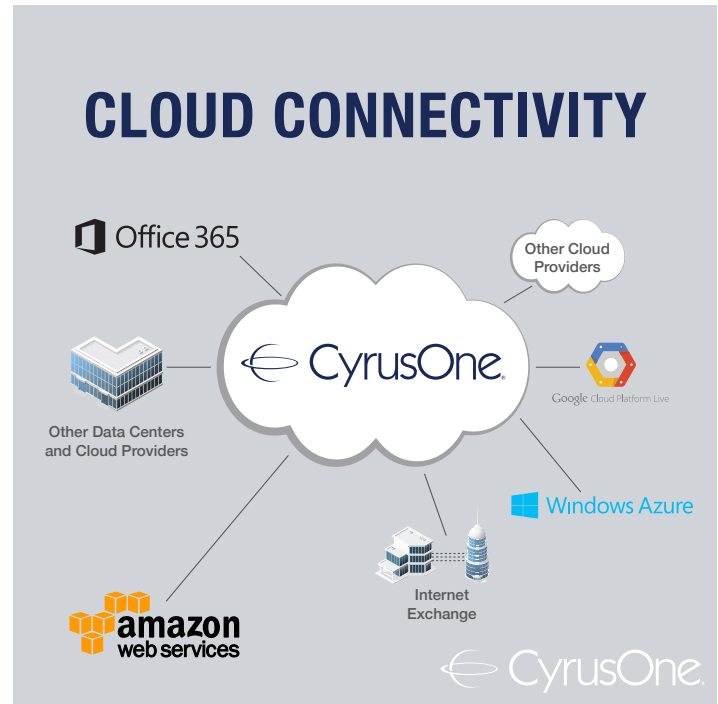 CLOUD CONNECTIVITY
Office 365
Other Cloud
Providers
CyrusOne.
Google Cloud Platform Live
Other Data Centers
and Cloud Providers
Windows Azure
Internet
Exchange
amazon
web services
CyrusOne.